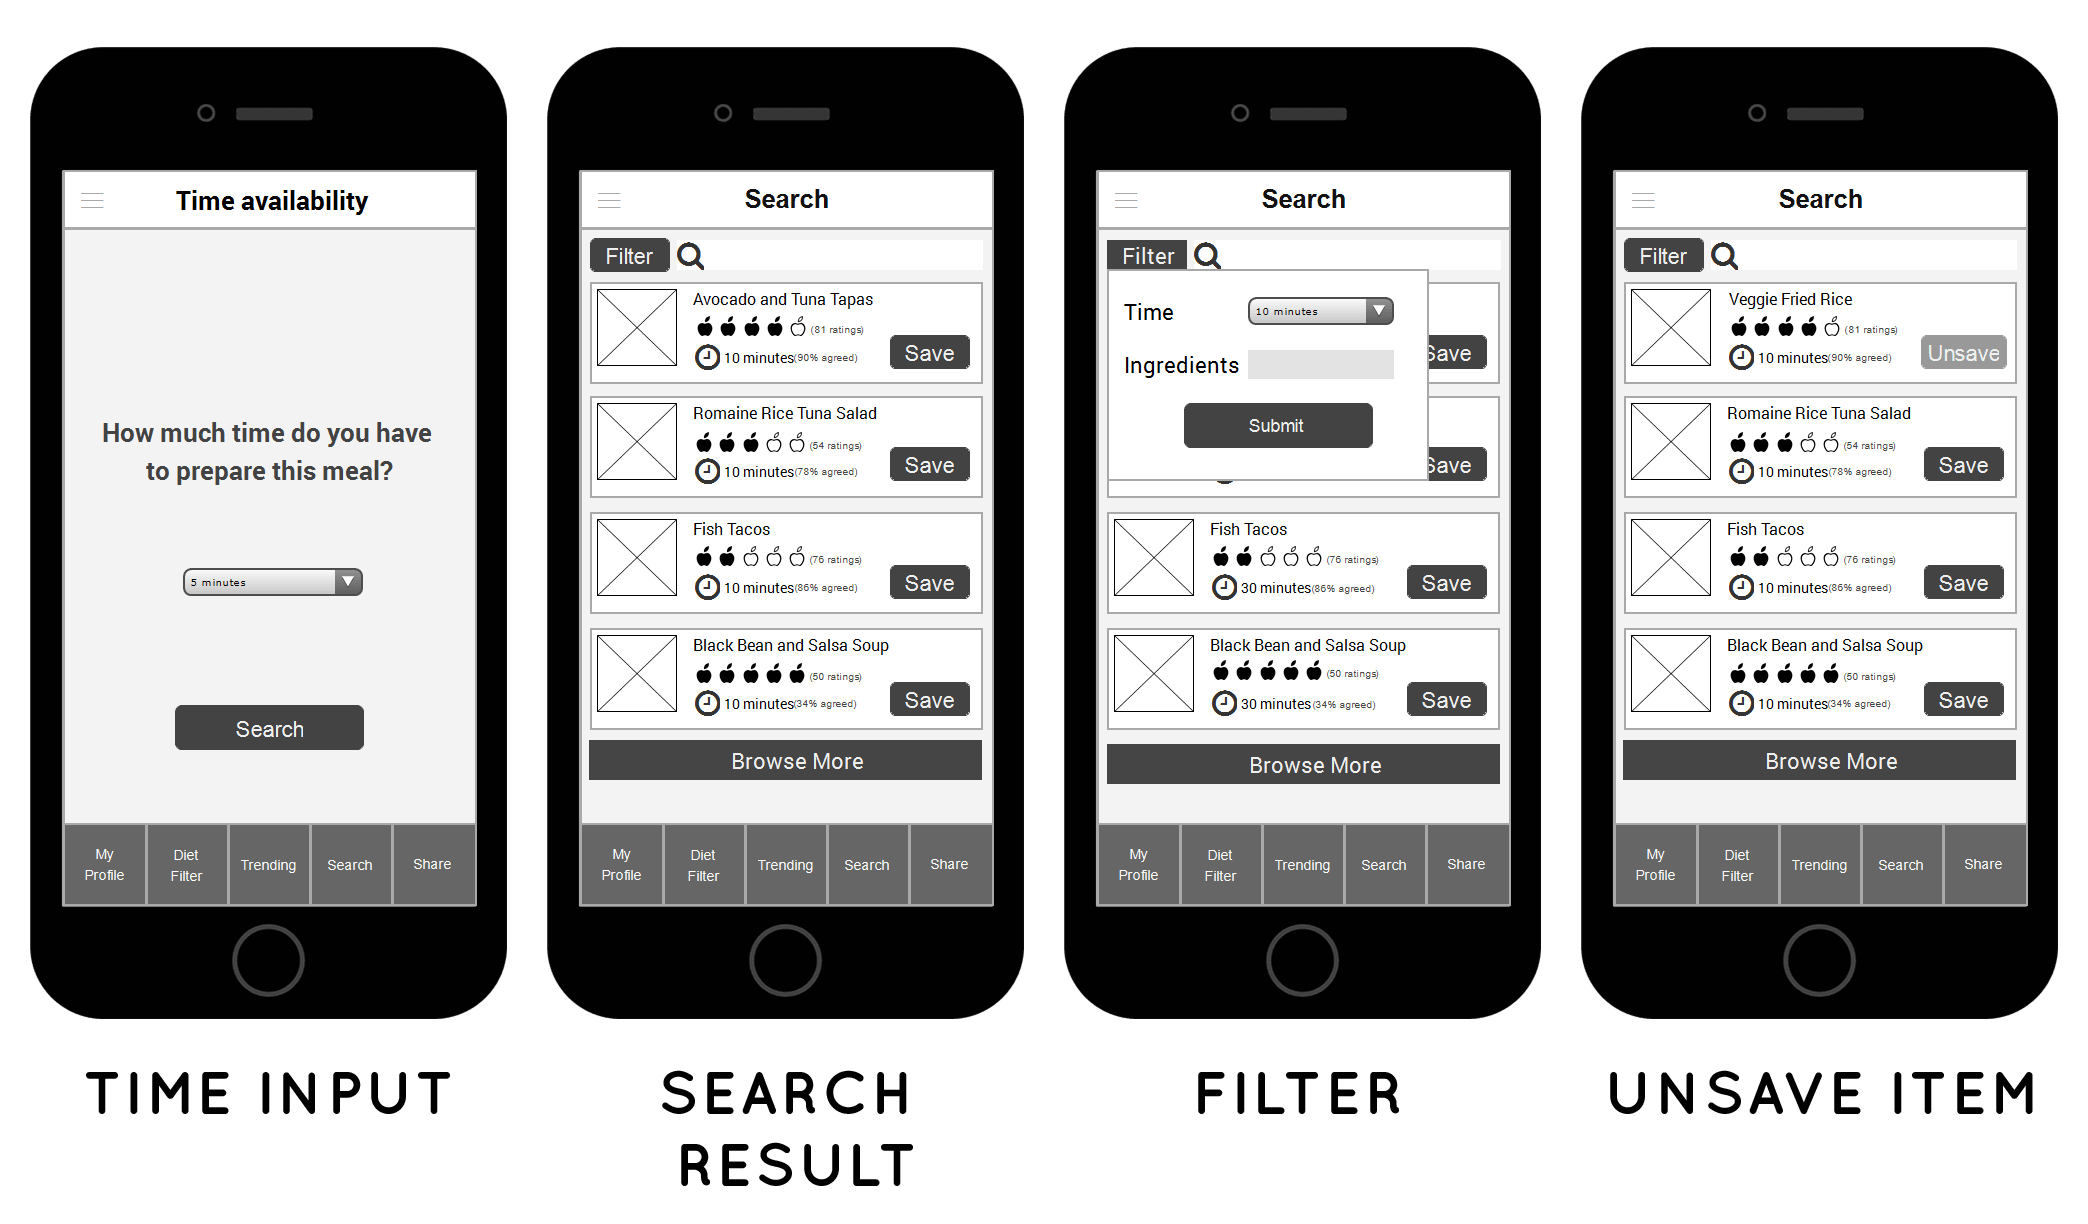 Time availability
How much time do you have
to prepare this meal?
5 minutes
Search
My
Profile
Diet
Filter
Trending
Search
Share
TIME INPUT
Search
Filter
Avocado and Tuna Tapas
(81 ratings)
10 minutes(90% agreed)
Save
Romaine Rice Tuna Salad
(54 ratings)
10 minutes(78% agreed)
Save
Fish Tacos
(76 ratings)
10 minutes(86% agreed)
Save
Black Bean and Salsa Soup
(50 ratings)
10 minutes(34% agreed)
Save
Browse More
My
Profile
Diet
Filter
Trending
Search
Share
SEARCH
RESULT
Search
Filter
Time
10 minutes
Ingredients
Submit
Save
Save
Fish Tacos
(76 ratings)
30 minutes(86% agreed)
Save
Black Bean and Salsa Soup
(50 ratings)
30 minutes(34% agreed)
Save
Browse More
My
Profile
Diet
Filter
Trending
Search
Share
FILTER
Search
Filter
Veggie Fried Rice
(81 ratings)
10 minutes(90% agreed)
Unsave
Romaine Rice Tuna Salad
(54 ratings)
10 minutes(78% agreed)
Save
Fish Tacos
(76 ratings)
10 minutes(86% agreed)
Save
Black Bean and Salsa Soup
(50 ratings)
10 minutes(34% agreed)
Save
Browse More
My
Profile
Diet
Filter
Trending
Search
Share
UNSAVE ITEM